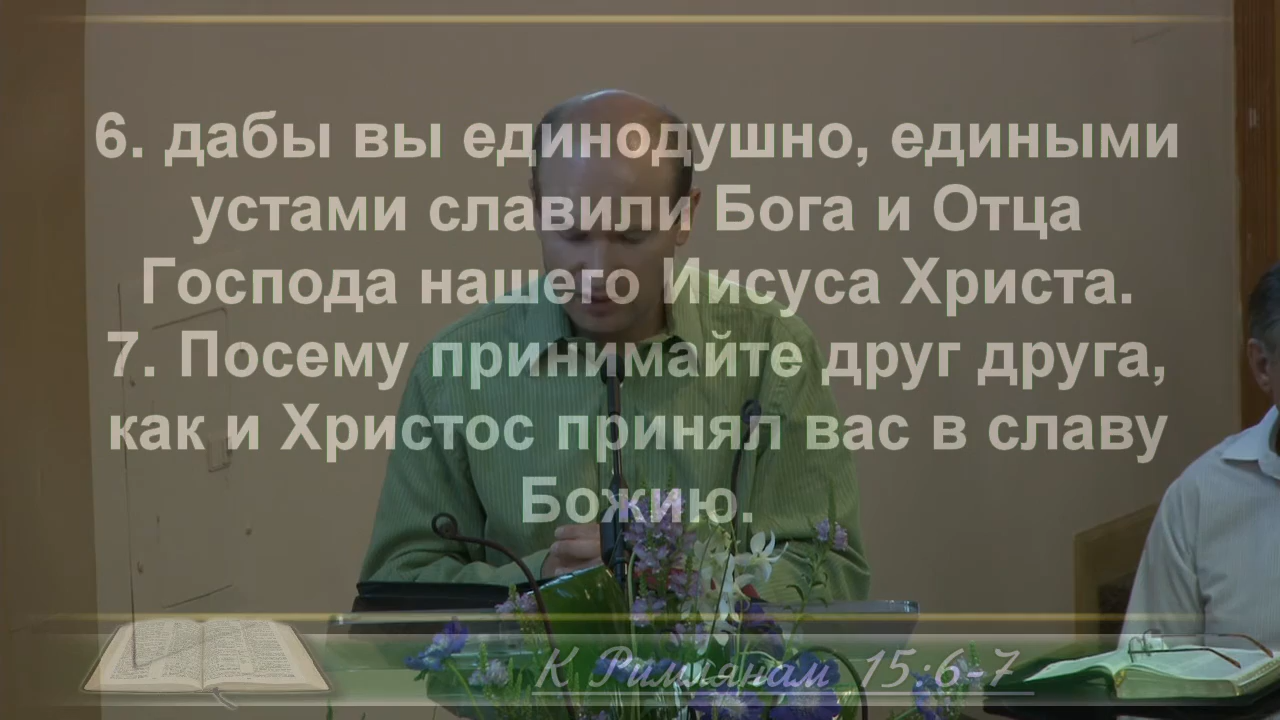 6. дабы вы единодушно, едиными
устами славили Бога и Отца
Господа нашего Иисуса Христа.
7. Посему принимайте друг друга,
как и Христос принял вас в славу
Божию.
К Римлянам 15:6-7